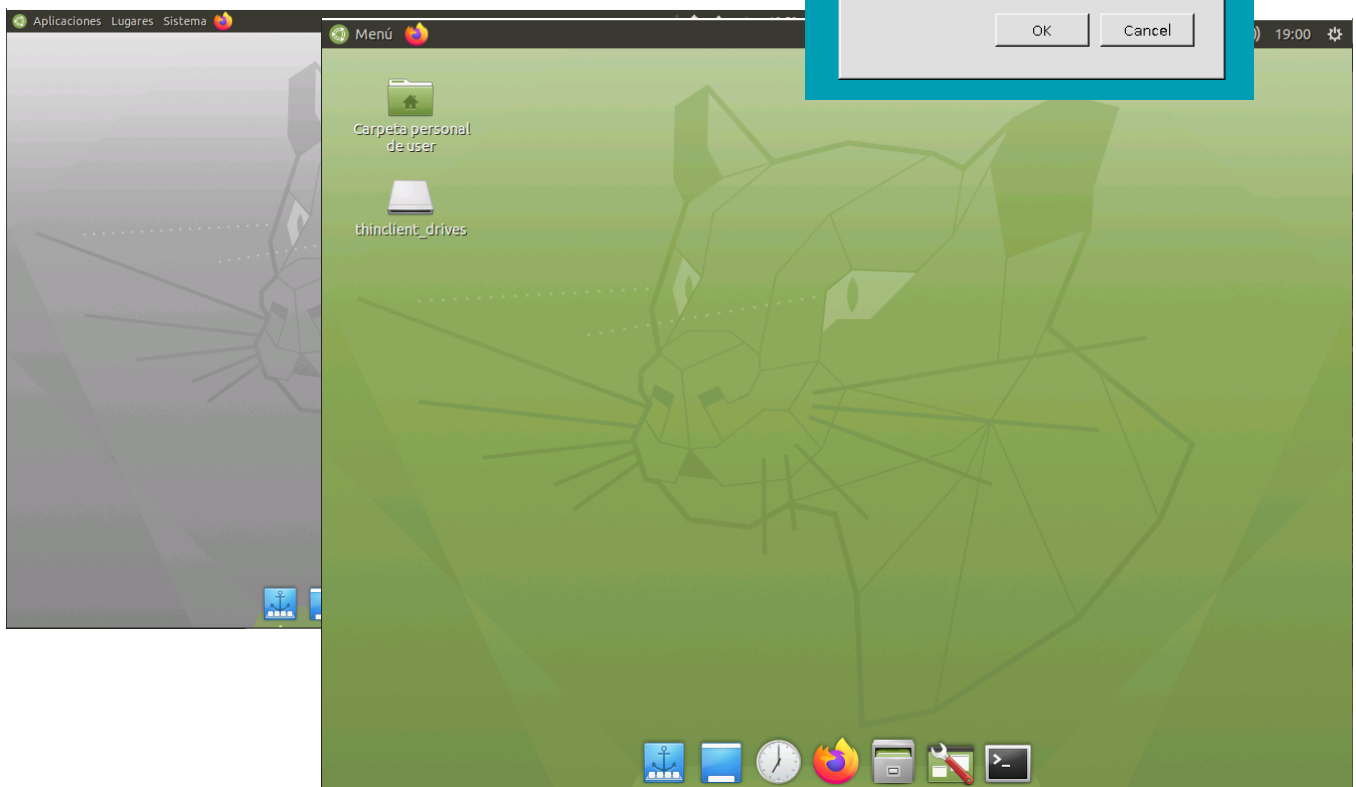 Aplicaciones Lugares Sistema
Menú
OK Cancel
19:00
Carpeta personal
de user
thinclient_drives
>_